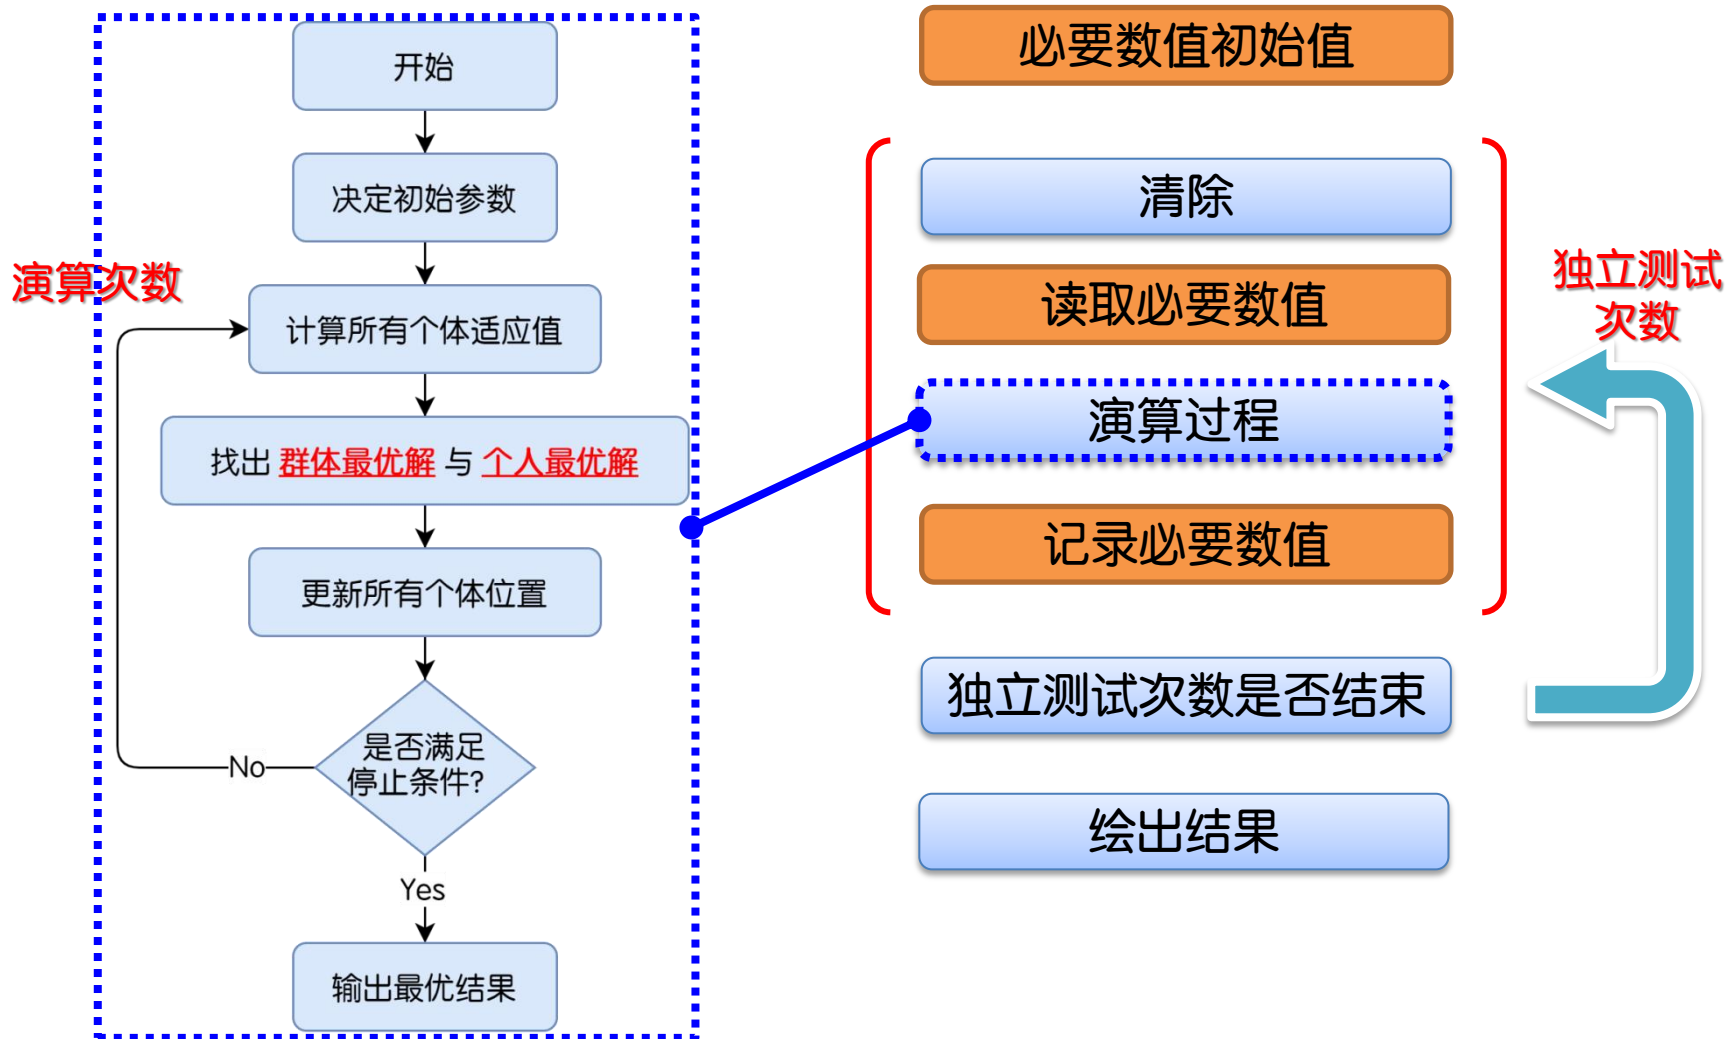 开始
决定初始参数
演算次数
计算所有个体适应值
找出 群体最优解 与 个人最优解
更新所有个体位置
是否满足
停止条件?
No
Yes
输出最优结果
必要数值初始值
清除
读取必要数值
演算过程
记录必要数值
独立测试
次数
独立测试次数是否结束
绘出结果